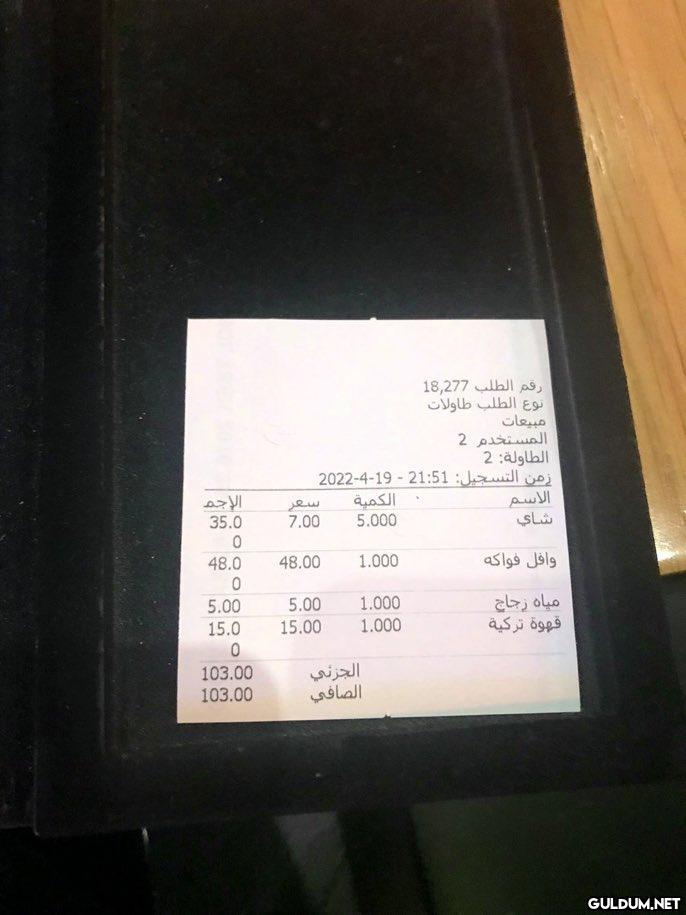 رقم الطلب 18,277
نوع الطلب طاولات
مبيعات
المستخدم 2
الطاولة: 2
زمن التسجيل: 21:51 - 19-4-2022
الاسم الكمية سعر الإجم
شاي 5.000 7.00 35.0
0
وافل فواكه 1.000 48.00 48.0
0
مياه زجاج 1.000 5.00 5.00
قهوة تركية 1.000 15.00 15.0
0
الجزئي 103.00
الصافي 103.00
GULDUM.NET